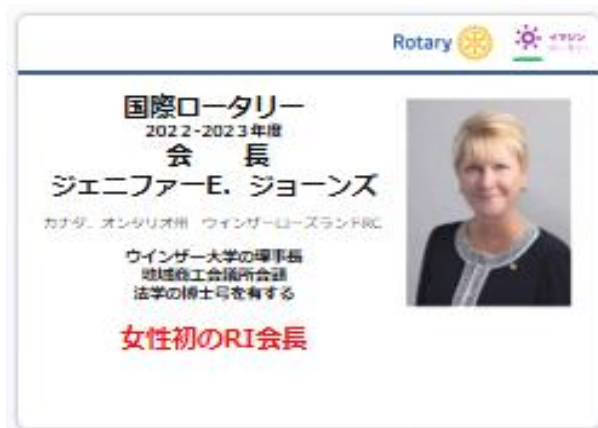 Rotary
イマジン
国際ロータリー
2022-2023年度
会 長
ジェニファーE. ジョーンズ
カナダ、オンタリオ州 ウインザーローズランドRC
ウインザー大学の理事長
地域商工会議所会頭
法学の博士号を有する
女性初のRI会長